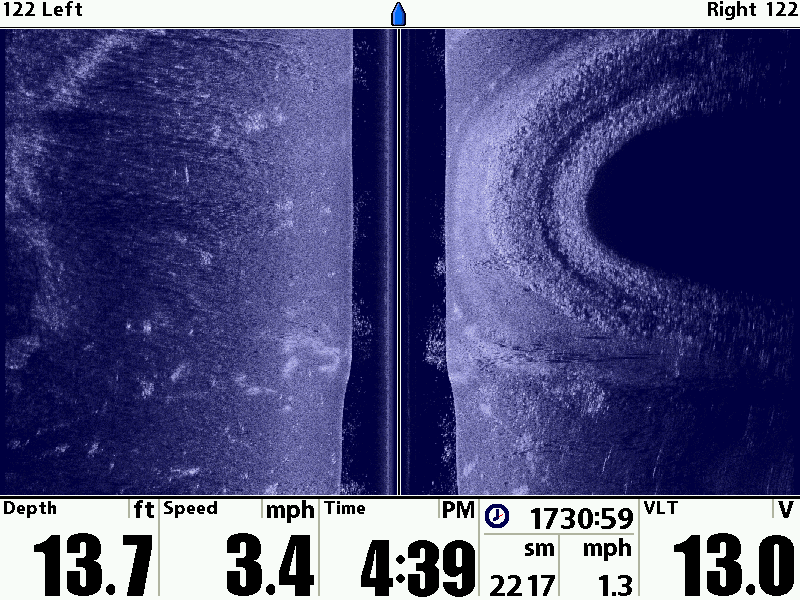 122 Left
Right 122
Depth ft
13.7
Speed mph
3.4
Time PM
4:39
1730:59
sm mph
2217 1.3
VLT V
13.0